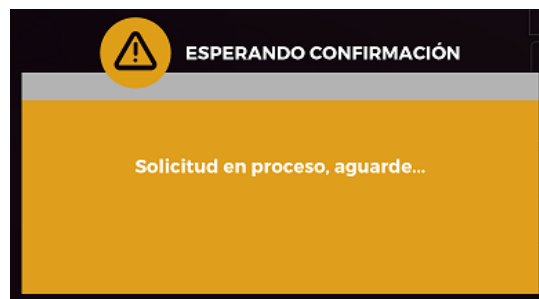 ESPERANDO CONFIRMACIÓN
Solicitud en proceso, aguarde...